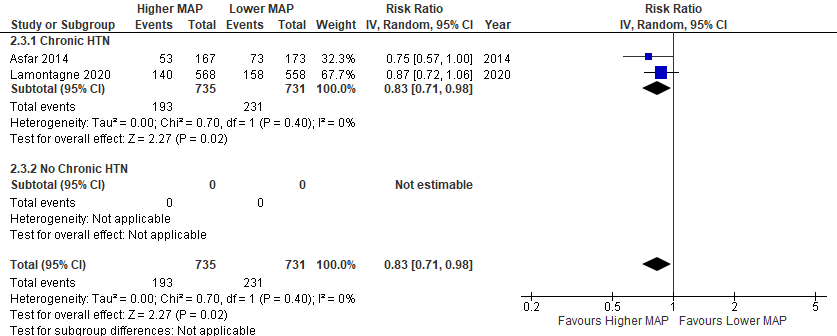 Higher MAP Lower MAP Risk Ratio Risk Ratio
Study or Subgroup Events Total Events Total Weight IV, Random, 95% CI Year IV, Random, 95% CI
2.3.1 Chronic HTN
Asfar 2014 53 167 73 173 32.3% 0.75 [0.57, 1.00] 2014
Lamontagne 2020 140 568 158 558 67.7% 0.87 [0.72, 1.06] 2020
Subtotal (95% CI) 735 731 100.0% 0.83 [0.71, 0.98]
Total events 193 231
Heterogeneity: Tau² = 0.00; Chi² = 0.70, df = 1 (P = 0.40); I² = 0%
Test for overall effect: Z = 2.27 (P = 0.02)
2.3.2 No Chronic HTN
Subtotal (95% CI) 0 0 Not estimable
Total events 0 0
Heterogeneity: Not applicable
Test for overall effect: Not applicable
Total (95% CI) 735 731 100.0% 0.83 [0.71, 0.98]
Total events 193 231
Heterogeneity: Tau² = 0.00; Chi² = 0.70, df = 1 (P = 0.40); I² = 0%
Test for overall effect: Z = 2.27 (P = 0.02)
Test for subgroup differences: Not applicable
0.2 0.5 1 2 5
Favours Higher MAP Favours Lower MAP